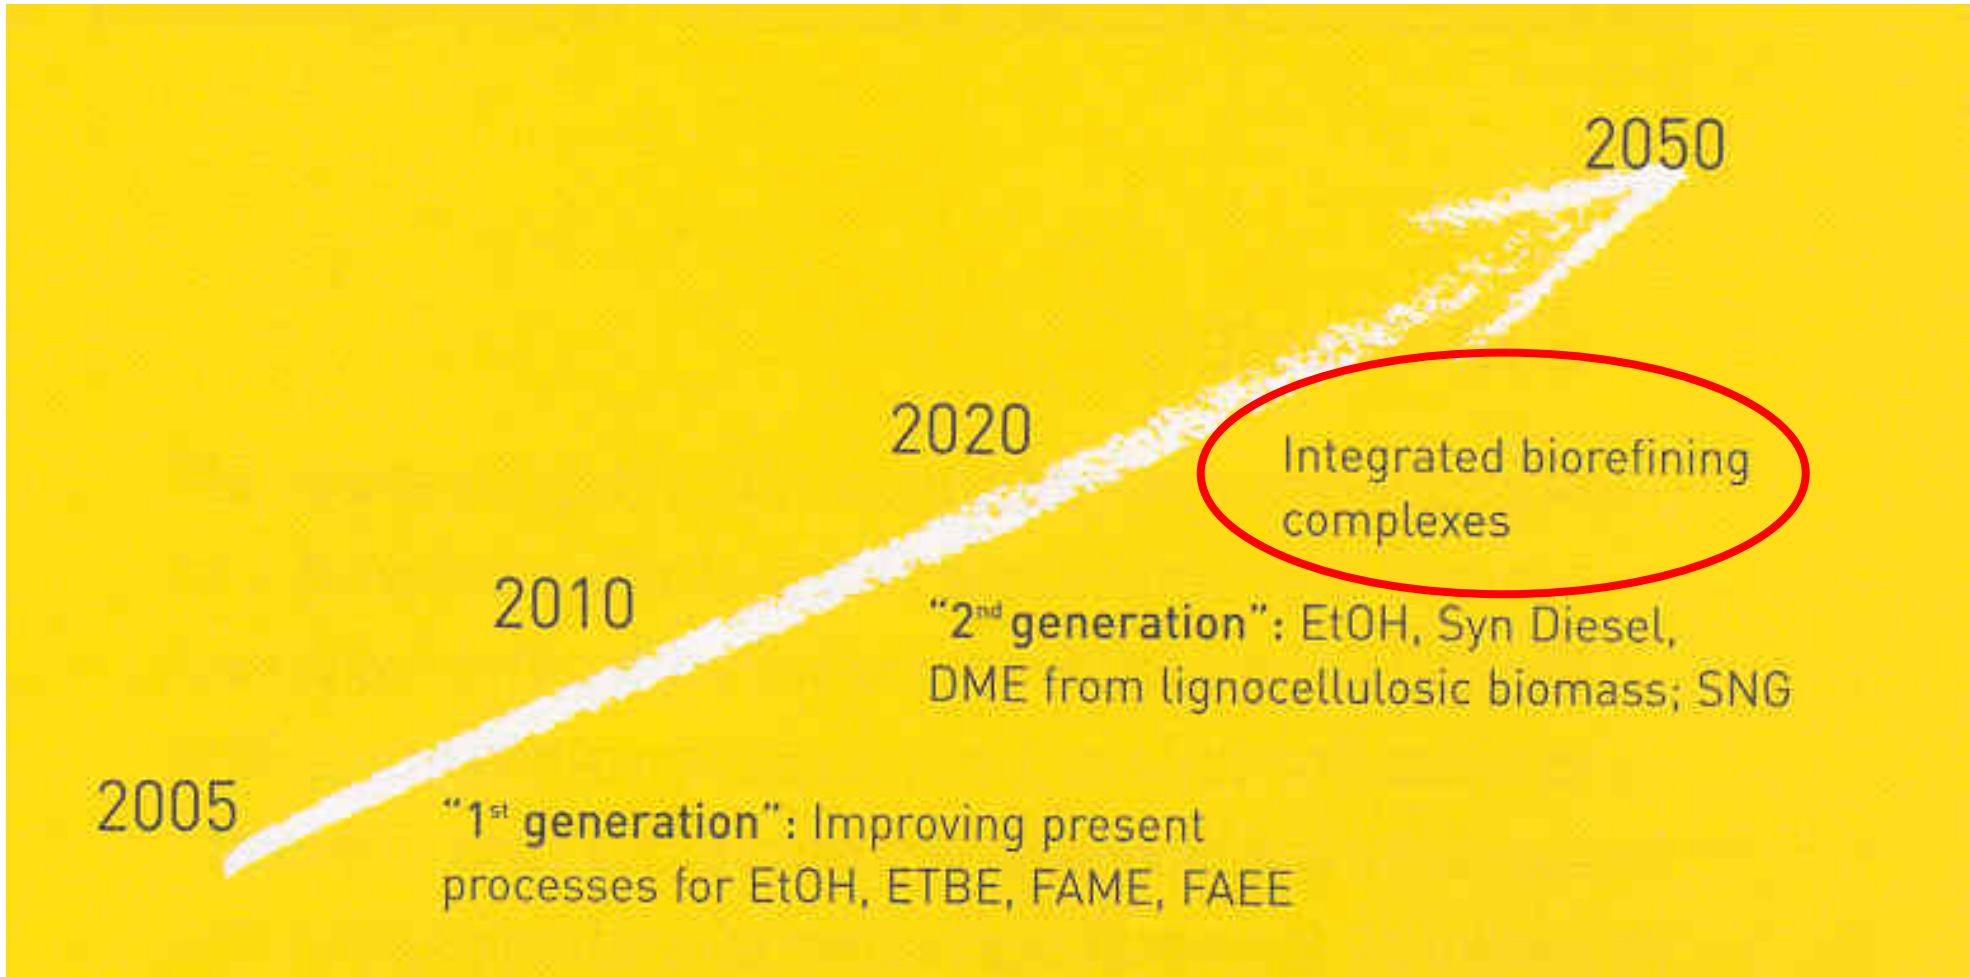 2050
2020
Integrated biorefining
complexes
2010
“2nd generation”: EtOH, Syn Diesel,
DME from lignocellulosic biomass; SNG
2005
“1st generation”: Improving present
processes for EtOH, ETBE, FAME, FAEE